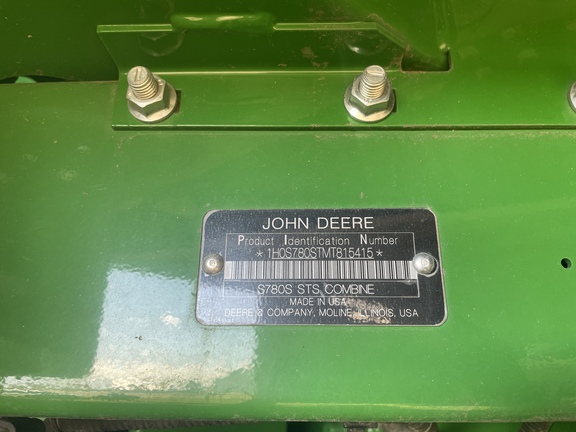 JOHN DEERE
Product Identification Number
*1H0S780STMT815415*
S780S STS COMBINE
MADE IN USA
DEERE & COMPANY, MOLINE, ILLINOIS, USA